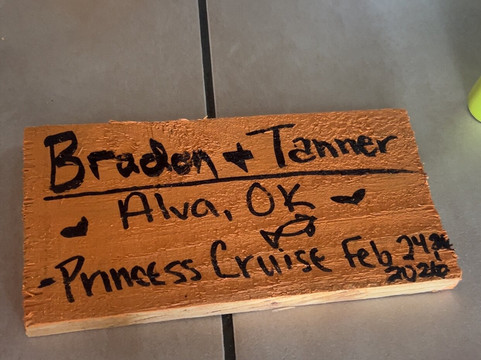 Braden + Tanner
Alva, OK
-Princess Cruise Feb 24th
2026